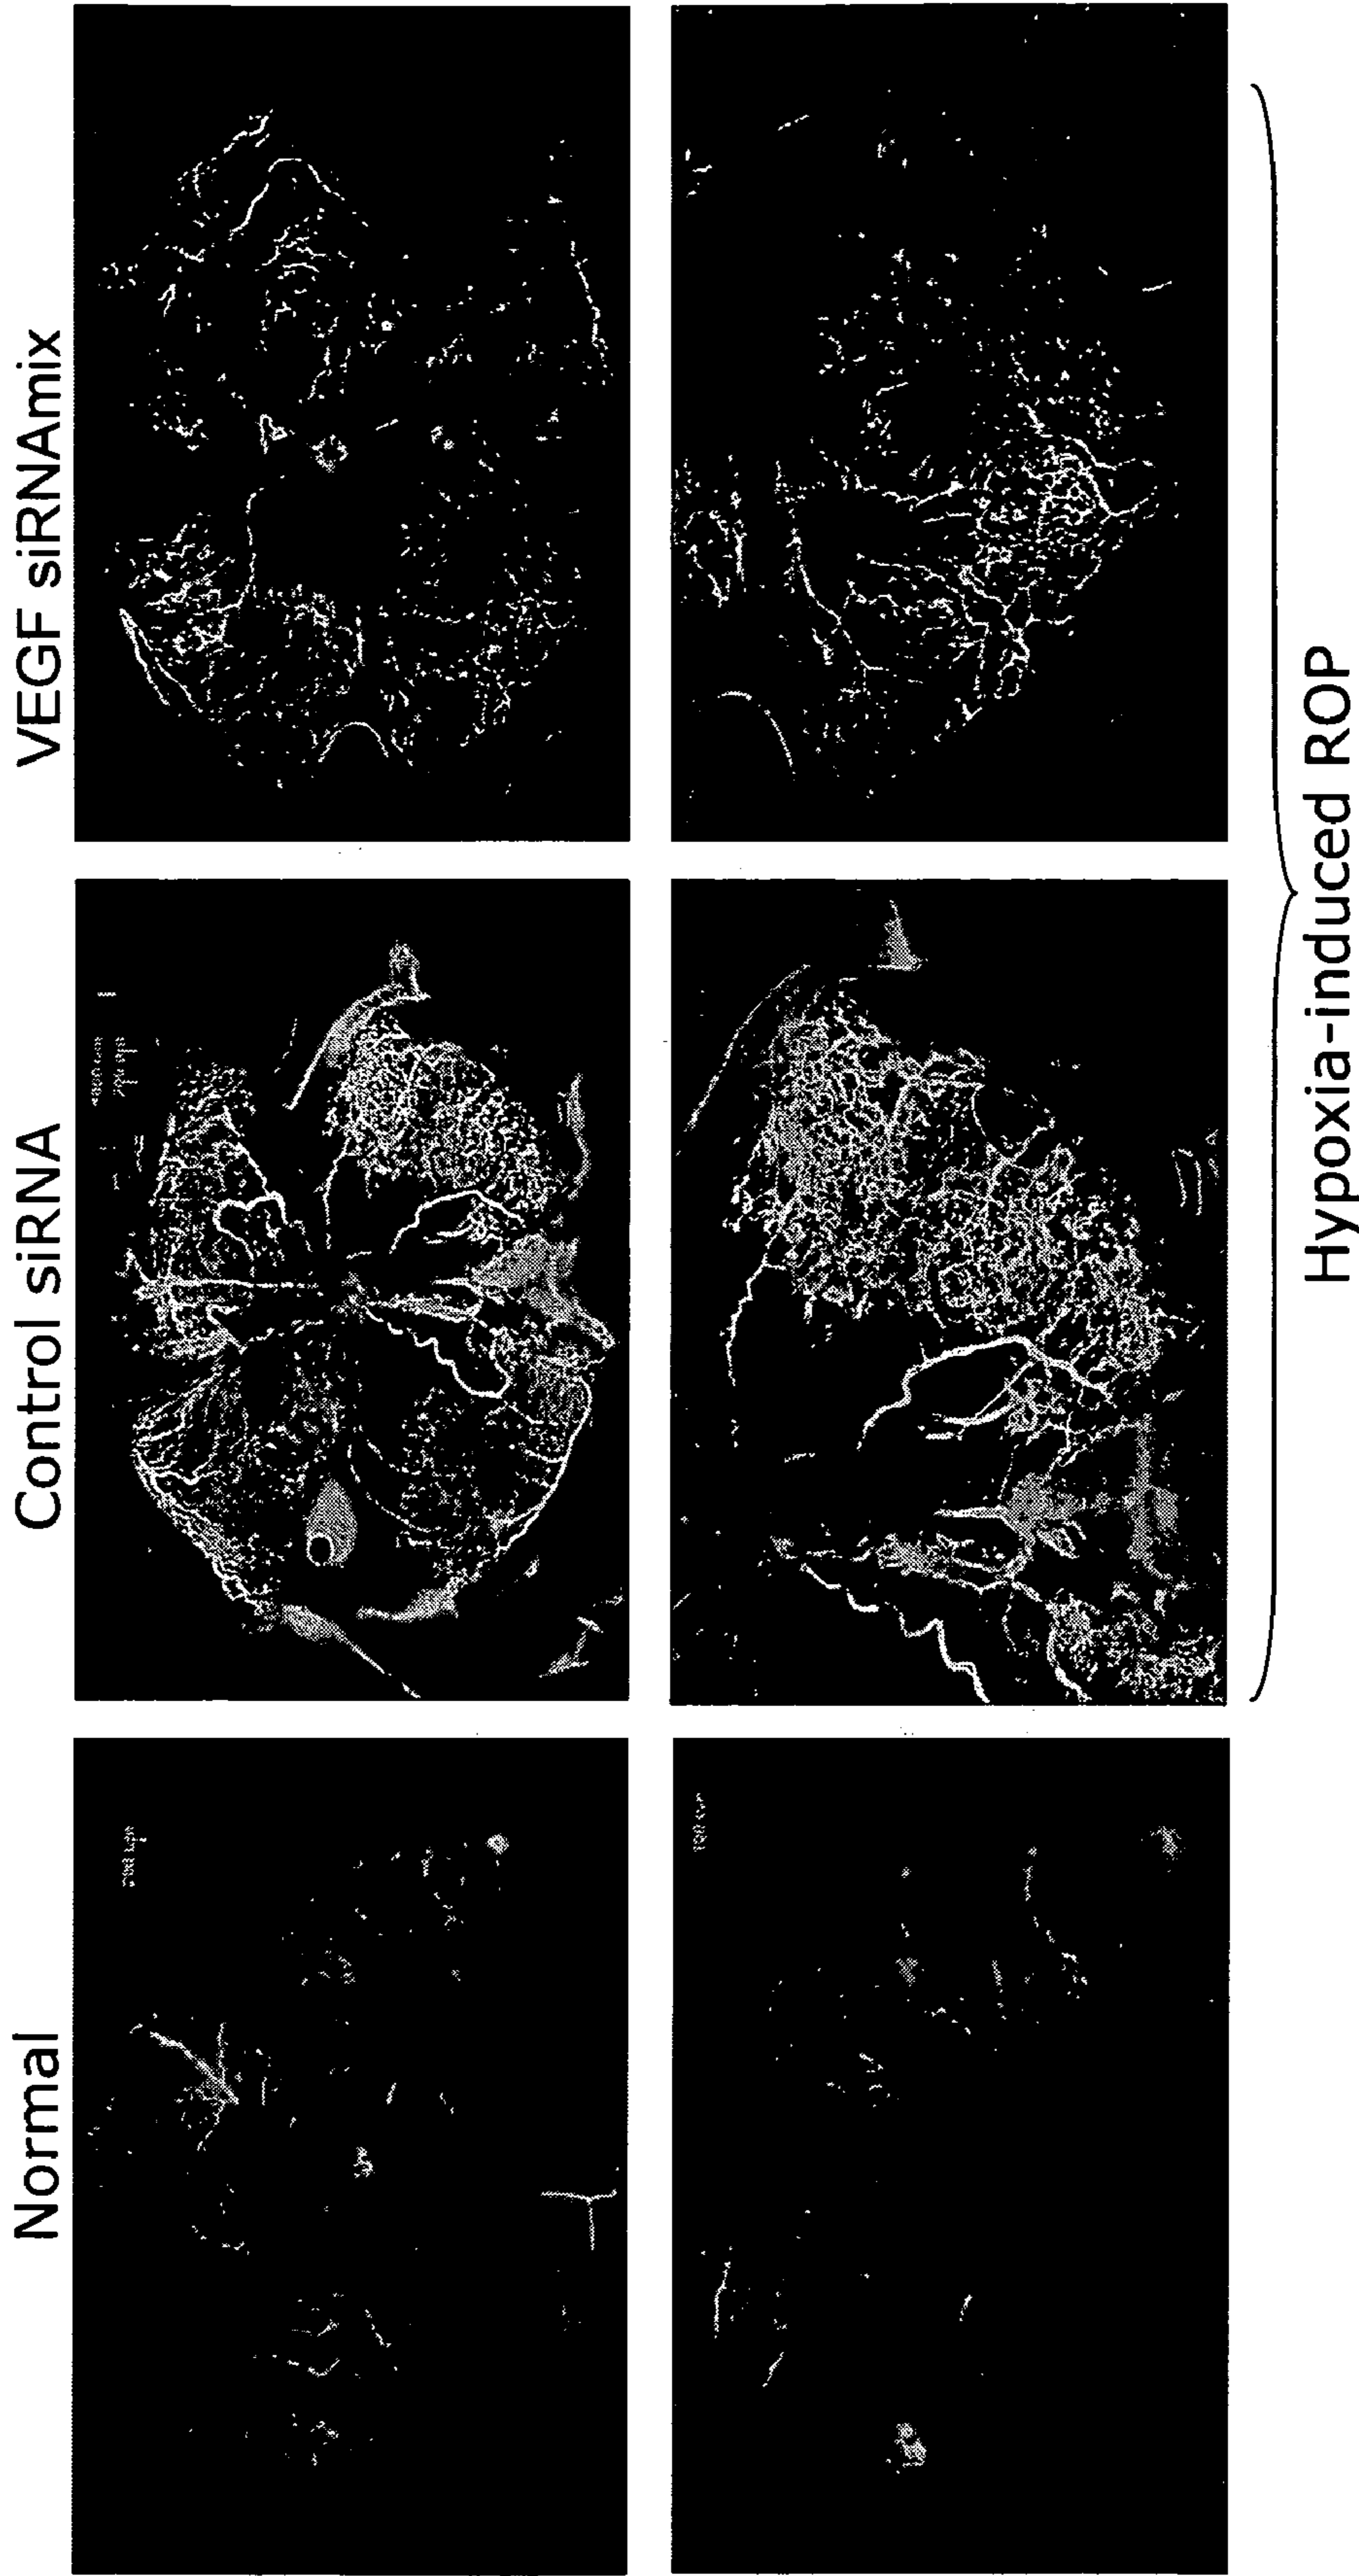 Normal
Control siRNA
VEGF siRNAmix
Hypoxia-induced ROP